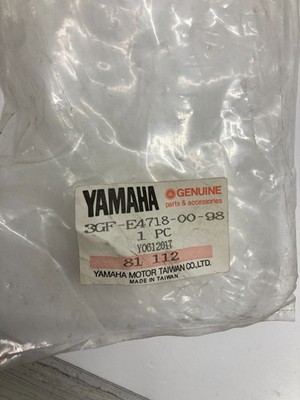 YAMAHA
GENUINE
parts & accessories
3GF-E4718-00-98
1 PC
Y0612017
81 112
YAMAHA MOTOR TAIWAN CO.,LTD.
MADE IN TAIWAN